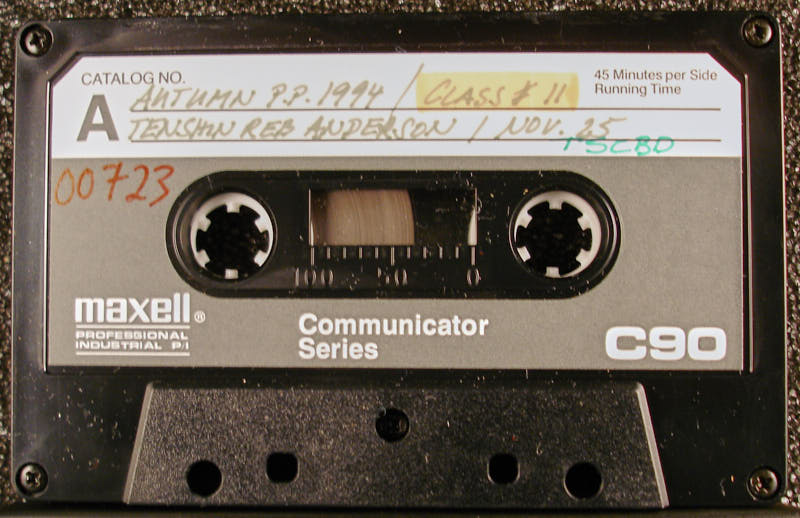 CATALOG NO.
AUTUMN P.P. 1994 / CLASS # 11
45 Minutes per Side
Running Time
A
TENSHIN REB ANDERSON / NOV. 25
SCBD
00723
100 50 0
maxell®
PROFESSIONAL
INDUSTRIAL P/I
Communicator
Series
C90